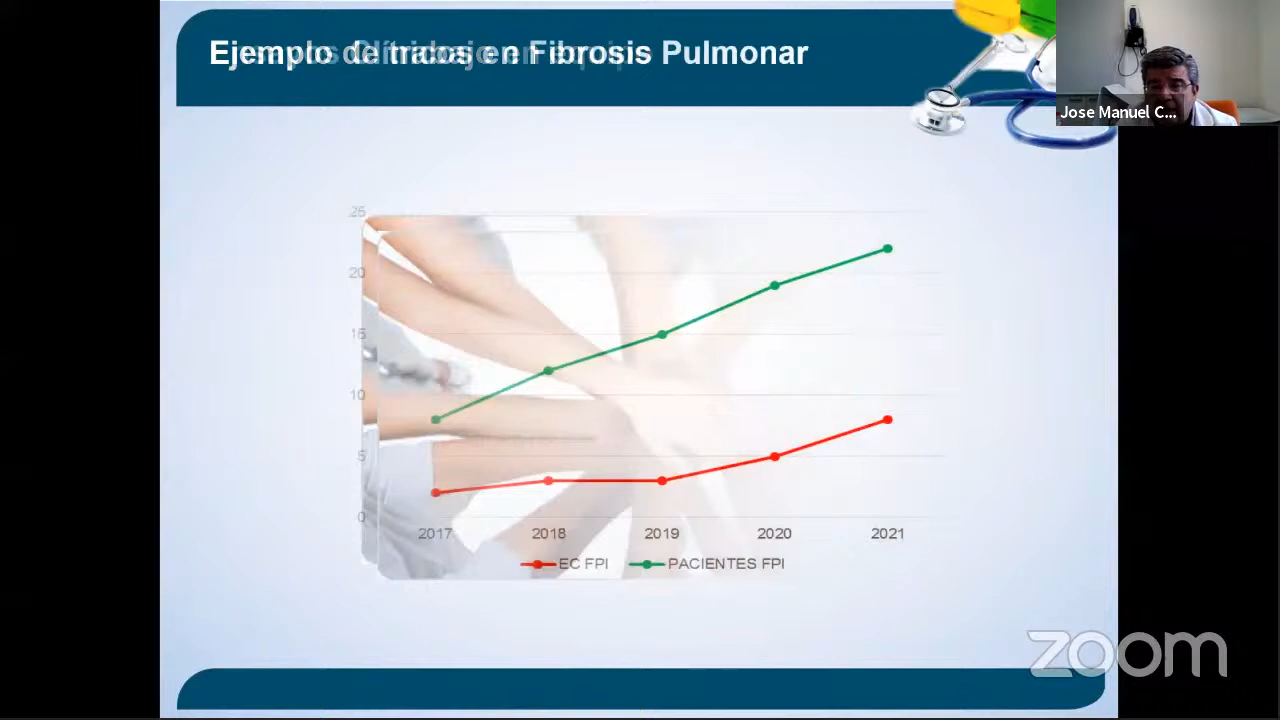 Ejemplo de trabajo en Fibrosis Pulmonar
Jose Manuel C...
25
20
15
10
5
0
2017 2018 2019 2020 2021
EC FPI PACIENTES FPI
zoom